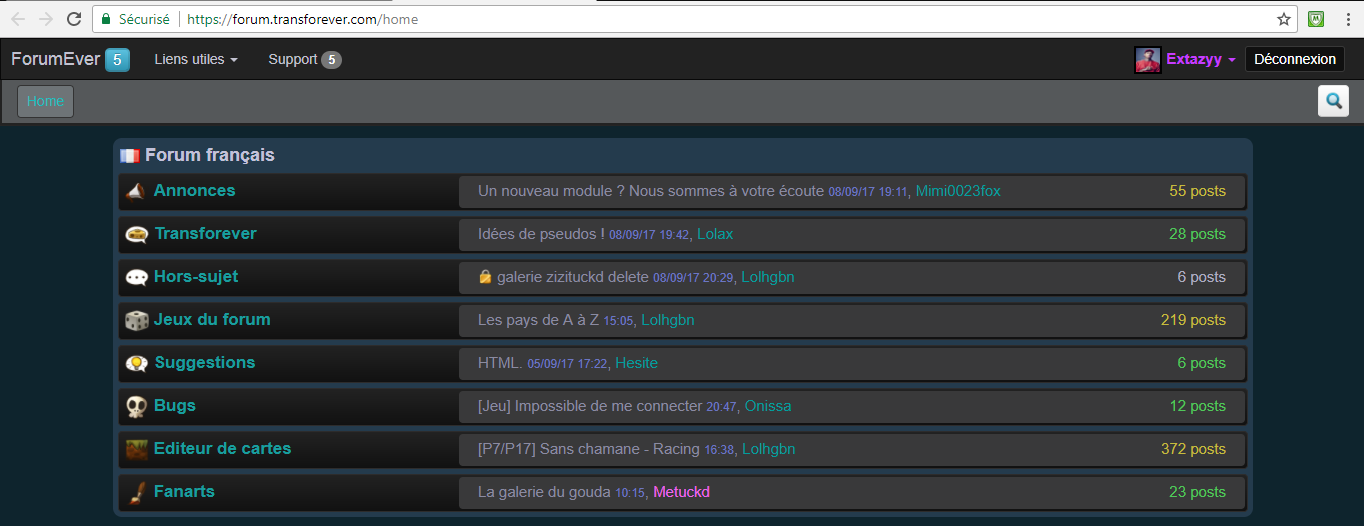 Sécurisé | https://forum.transforever.com/home
ForumEver 5 Liens utiles Support 5 Extazyy Déconnexion
Home
Forum français
Annonces Un nouveau module ? Nous sommes à votre écoute 08/09/17 19:11, Mimi0023fox 55 posts
Transforever Idées de pseudos ! 08/09/17 19:42, Lolax 28 posts
Hors-sujet galerie zizituckd delete 08/09/17 20:29, Lolhgbn 6 posts
Jeux du forum Les pays de A à Z 15:05, Lolhgbn 219 posts
Suggestions HTML. 05/09/17 17:22, Hesite 6 posts
Bugs [Jeu] Impossible de me connecter 20:47, Onissa 12 posts
Editeur de cartes [P7/P17] Sans chamane - Racing 16:38, Lolhgbn 372 posts
Fanarts La galerie du gouda 10:15, Metuckd 23 posts